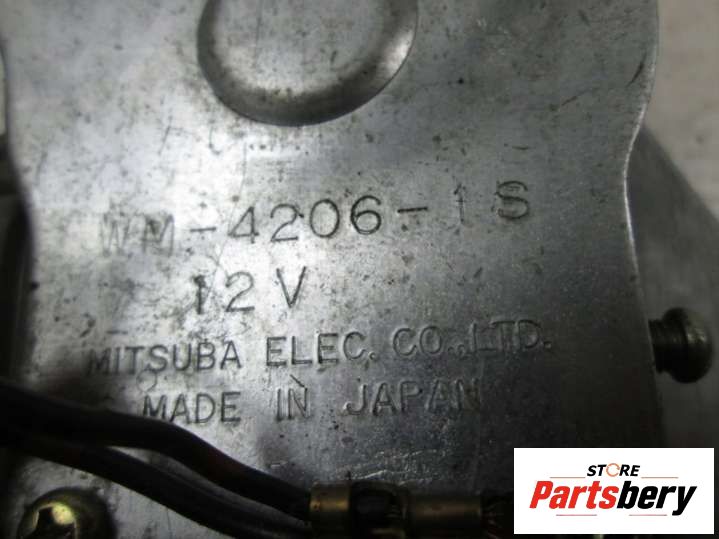 WM-4206-1S
12V
MITSUBA ELEC. CO.,LTD.
MADE IN JAPAN
STORE
Partsbery